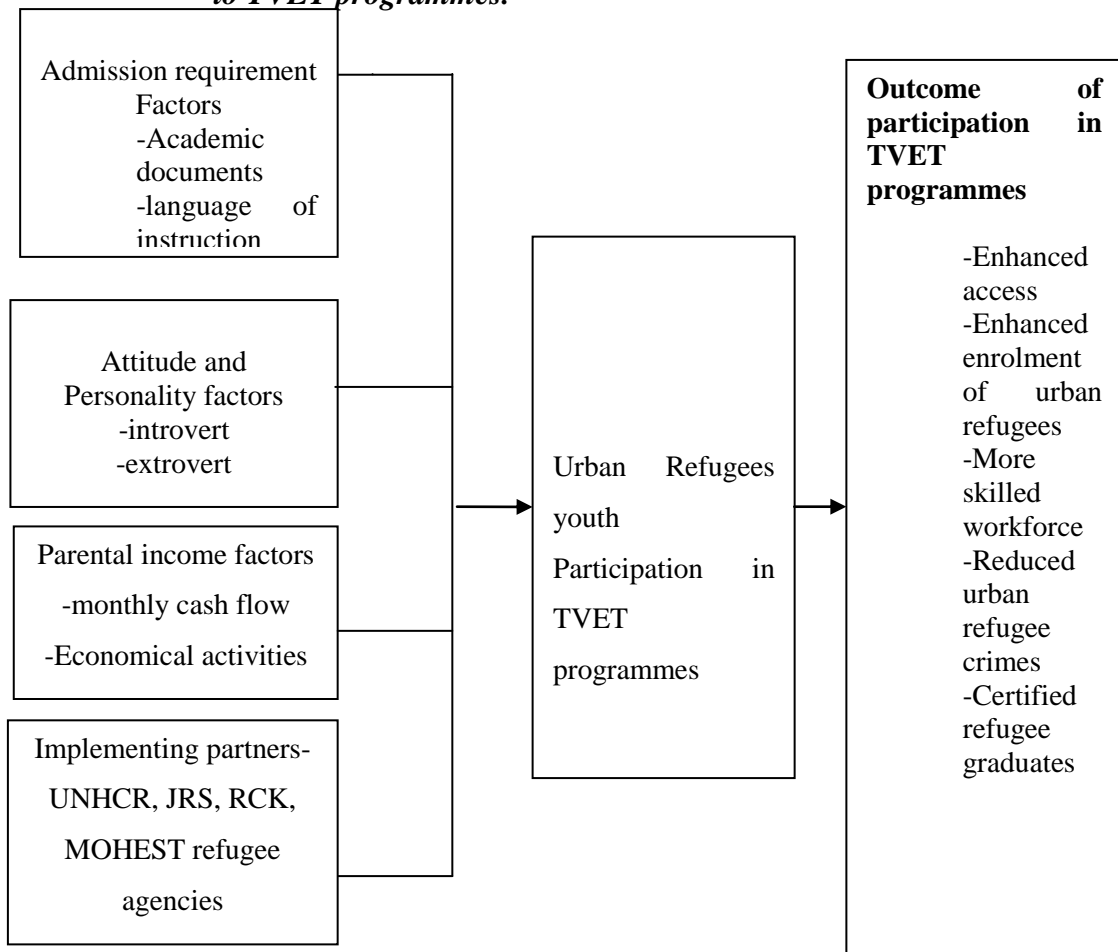 to TVET programmes.
Admission requirement
Factors
-Academic
documents
-language of
instruction
Attitude and
Personality factors
-introvert
-extrovert
Parental income factors
-monthly cash flow
-Economical activities
Implementing partners-
UNHCR, JRS, RCK,
MOHEST refugee
agencies
Urban Refugees
youth
Participation in
TVET
programmes
Outcome of
participation in
TVET
programmes
-Enhanced
access
-Enhanced
enrolment
of urban
refugees
-More
skilled
workforce
-Reduced
urban
refugee
crimes
-Certified
refugee
graduates